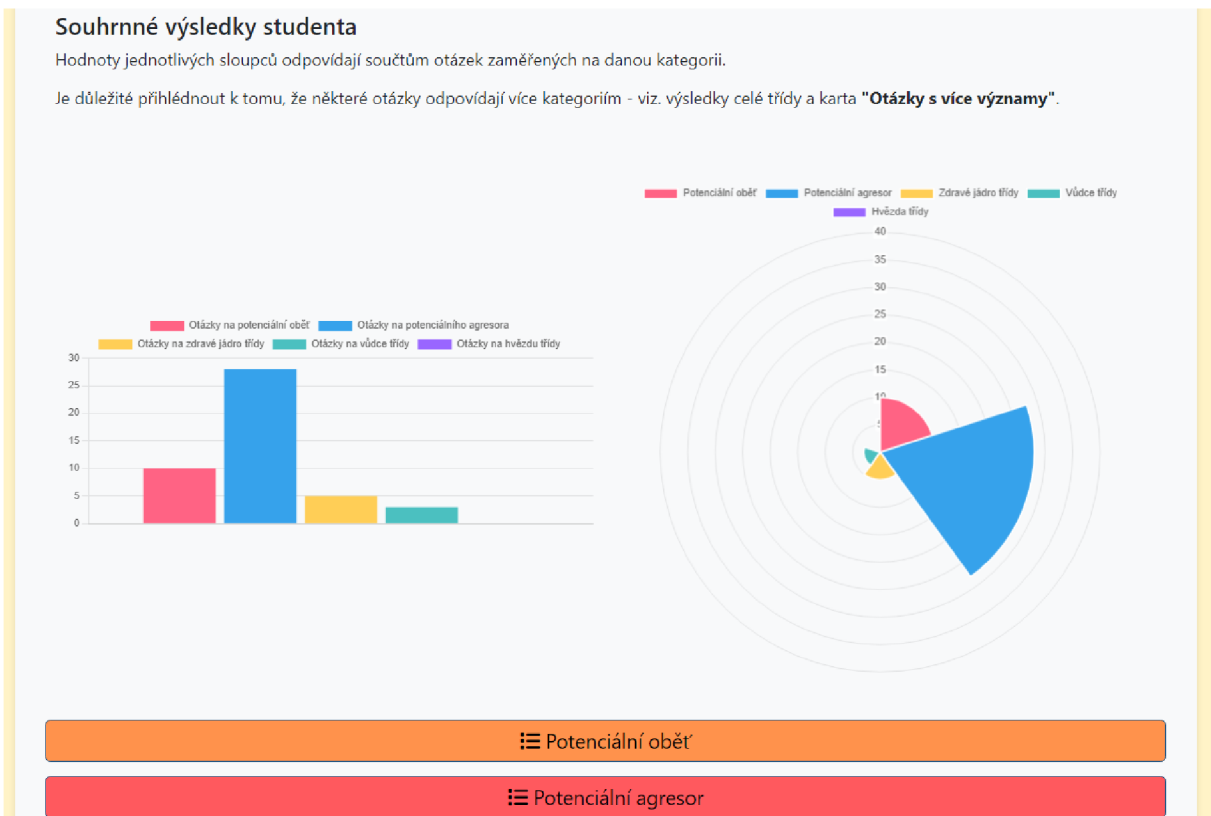 Souhrnné výsledky studenta
Hodnoty jednotlivých sloupců odpovídají součtům otázek zaměřených na danou kategorii.
Je důležité přihlédnout k tomu, že některé otázky odpovídají více kategoriím - viz. výsledky celé třídy a karta "Otázky s více významy".
Otázky na potenciální oběť Otázky na potenciálního agresora
Otázky na zdravé jádro třídy Otázky na vůdce třídy Otázky na hvězdu třídy
30
25
20
15
10
5
0
Potenciální oběť Potenciální agresor Zdravé jádro třídy Vůdce třídy
Hvězda třídy
40
35
30
25
20
15
10
5
Potenciální oběť
Potenciální agresor